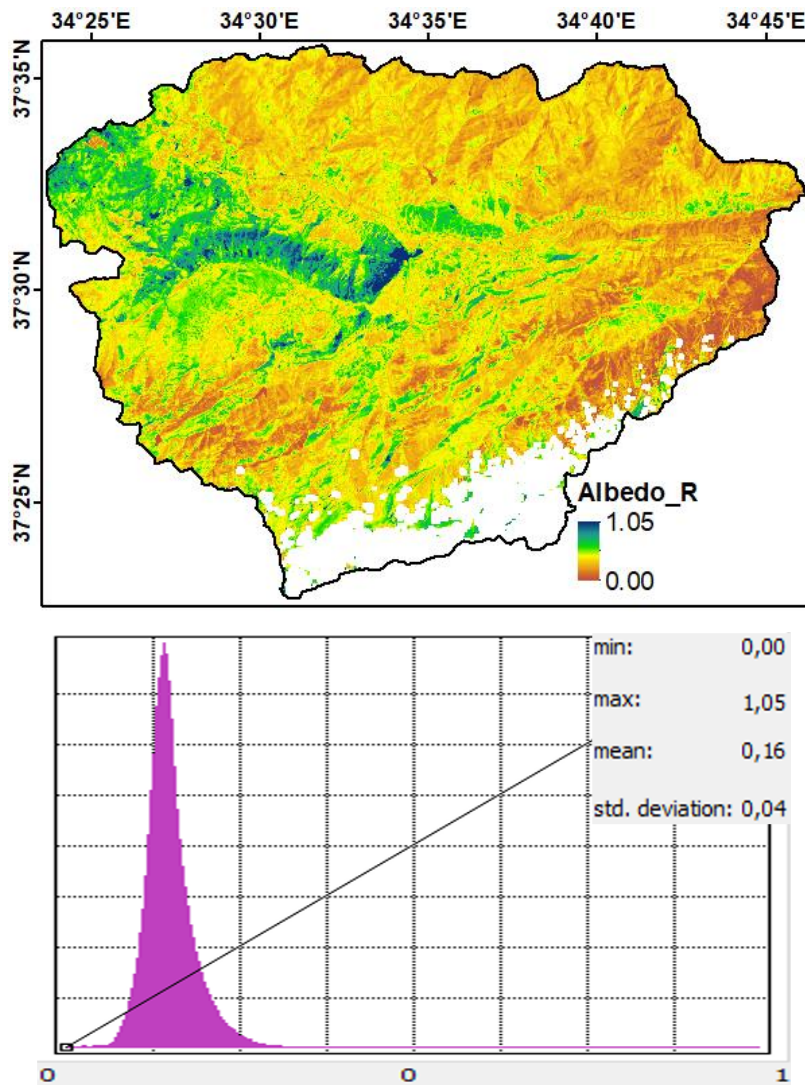 34°25'E 34°30'E 34°35'E 34°40'E 34°45'E
37°35'N
37°30'N
37°25'N
Albedo_R
1.05
0.00
min: 0,00
max: 1,05
mean: 0,16
std. deviation: 0,04
0 0 1